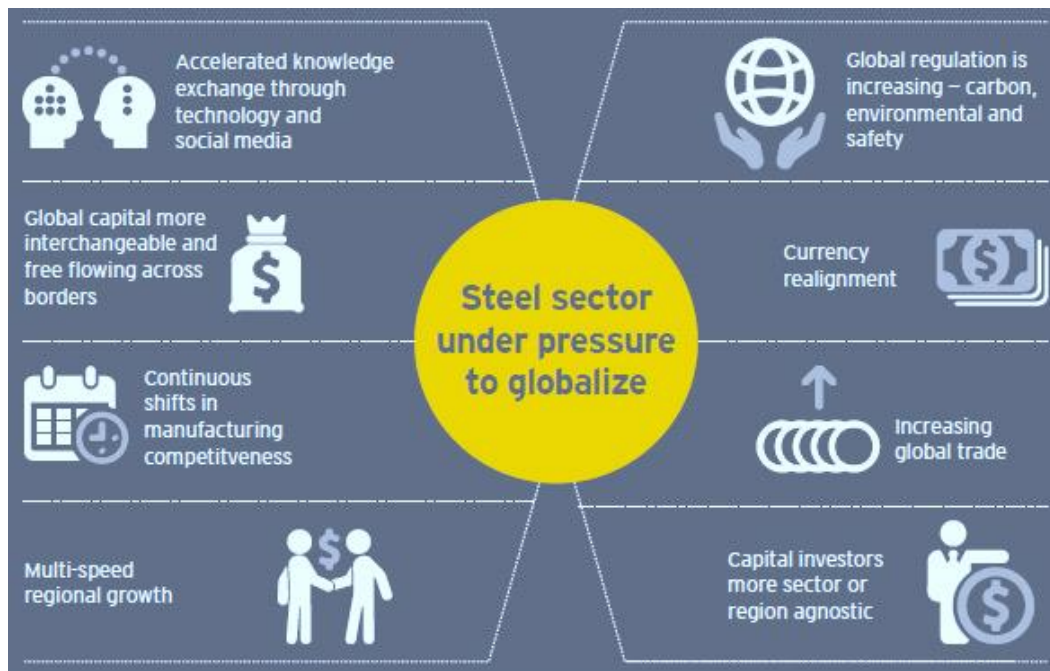 Accelerated knowledge
exchange through
technology and
social media
Global capital more
interchangeable and
free flowing across
borders
Continuous
shifts in
manufacturing
competitveness
Multi-speed
regional growth
Steel sector
under pressure
to globalize
Global regulation is
increasing – carbon,
environmental and
safety
Currency
realignment
Increasing
global trade
Capital investors
more sector or
region agnostic